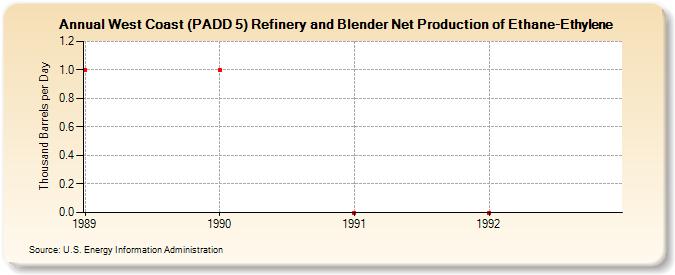 Annual West Coast (PADD 5) Refinery and Blender Net Production of Ethane-Ethylene
Thousand Barrels per Day
1.2
1.0
0.8
0.6
0.4
0.2
0.0
1989 1990 1991 1992
Source: U.S. Energy Information Administration